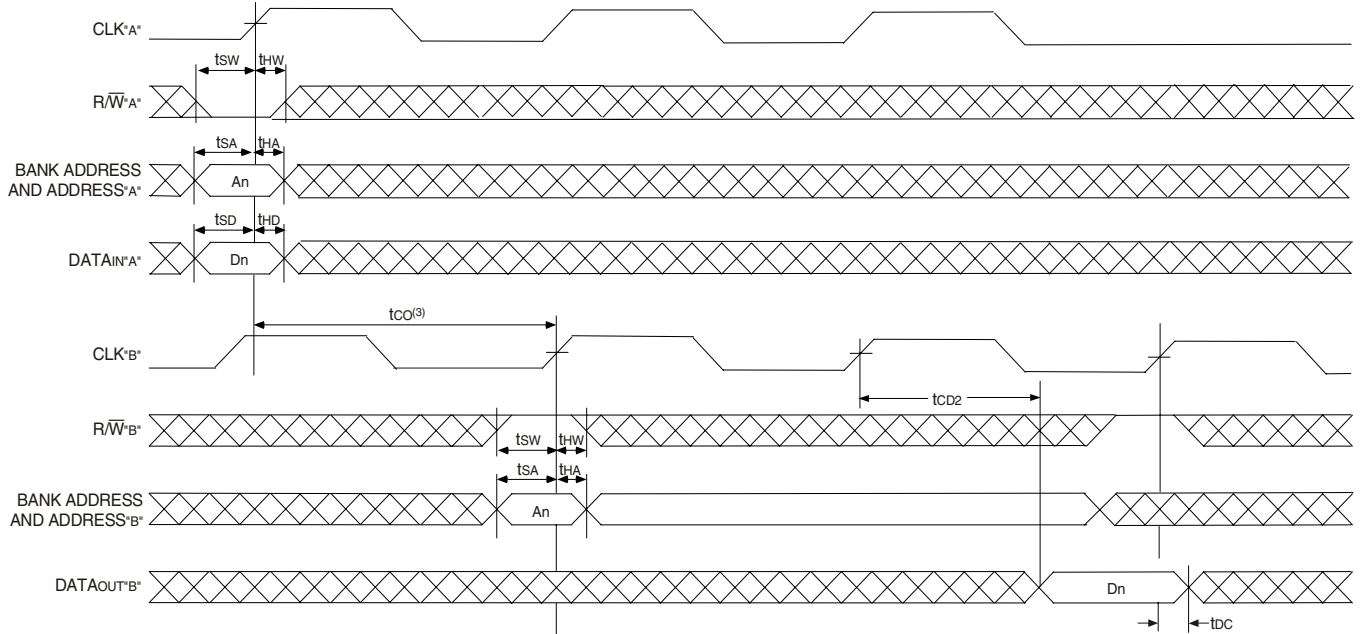 CLK"A"
tSW tHW
R/W̅"A"
tSA tHA
BANK ADDRESS
AND ADDRESS"A"
An
tSD tHD
DATAIN"A"
Dn
tCO(3)
CLK"B"
tCD2
R/W̅"B"
tSW tHW
tSA tHA
BANK ADDRESS
AND ADDRESS"B"
An
DATAOUT"B"
Dn
tDC